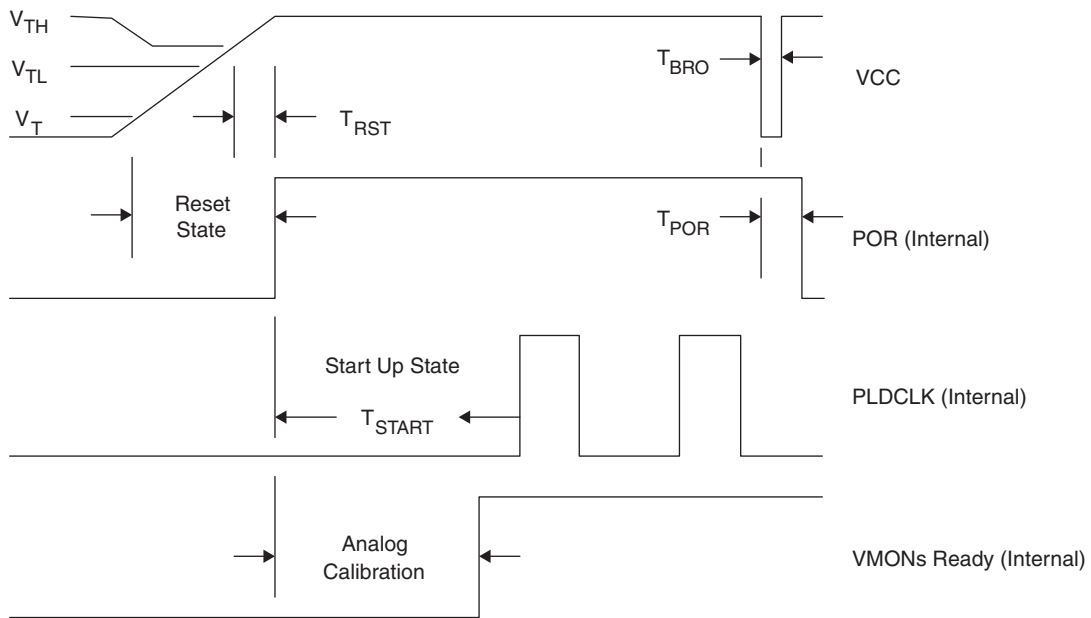 VTH
VTL
VT
TBRO
VCC
TRST
Reset
State
TPOR
POR (Internal)
Start Up State
TSTART
PLDCLK (Internal)
Analog
Calibration
VMONs Ready (Internal)